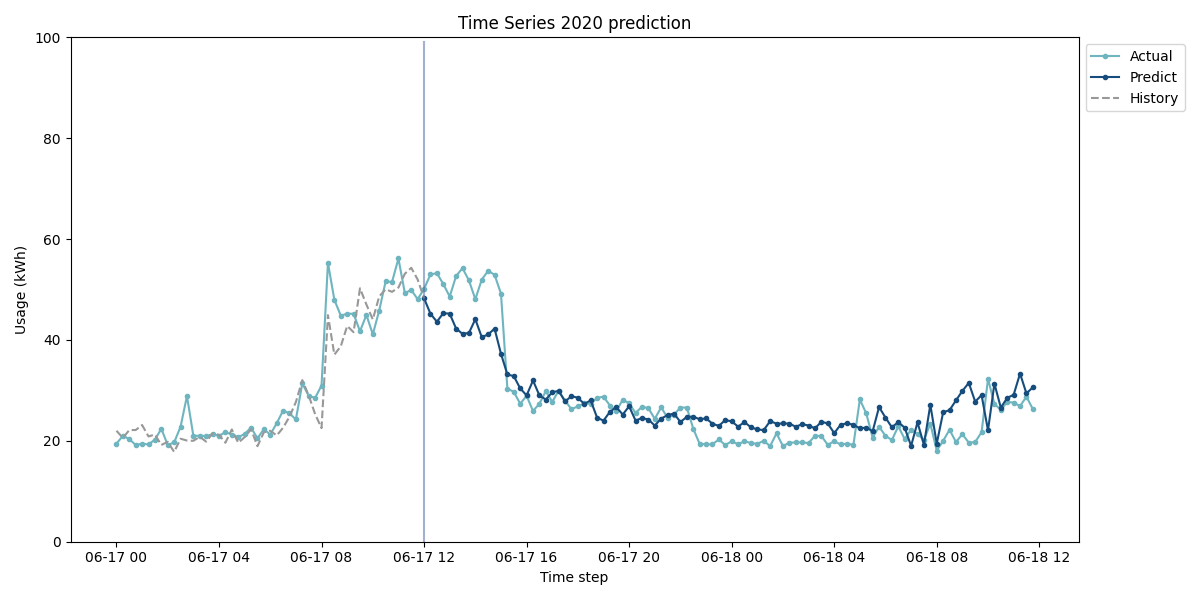 Time Series 2020 prediction
100
80
60
40
20
0
Usage (kWh)
06-17 00
06-17 04
06-17 08
06-17 12
06-17 16
06-17 20
06-18 00
06-18 04
06-18 08
06-18 12
Time step
Actual
Predict
History